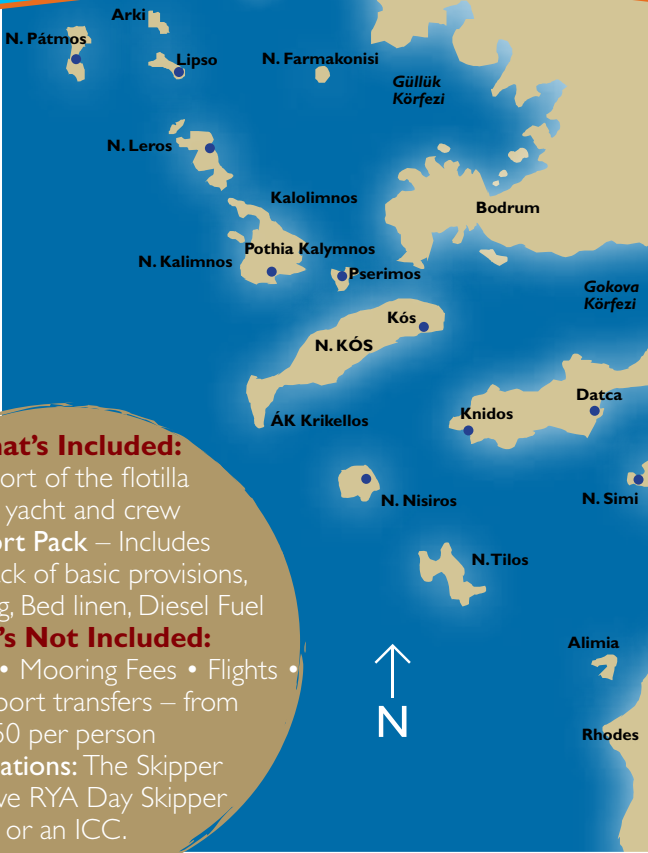 Arki
N. Pátmos
Lipso
N. Farmakonisi
Güllük
Körfezi
N. Leros
Kalolimnos
Bodrum
Pothia Kalymnos
N. Kalimnos
Pserimos
Gokova
Körfezi
Kós
N. KÓS
Datca
ÁK Krikellos
Knidos
N. Nisiros
N. Simi
N. Tilos
Alimia
N
Rhodes
hat's Included:
ort of the flotilla
yacht and crew
rt Pack – Includes
ck of basic provisions,
g, Bed linen, Diesel Fuel
's Not Included:
• Mooring Fees • Flights •
port transfers – from
50 per person
ations: The Skipper
ve RYA Day Skipper
or an ICC.